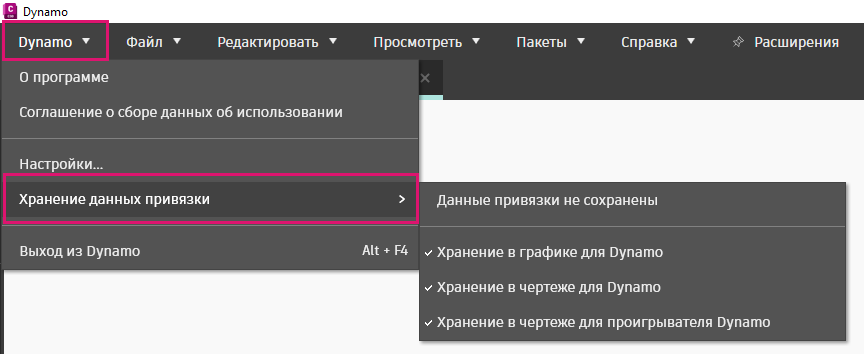 C
C3D
Dynamo
Dynamo Файл Редактировать Просмотреть Пакеты Справка Расширения
О программе
Соглашение о сборе данных об использовании
Настройки...
Хранение данных привязки >
Выход из Dynamo Alt + F4
Данные привязки не сохранены
✓ Хранение в графике для Dynamo
✓ Хранение в чертеже для Dynamo
✓ Хранение в чертеже для проигрывателя Dynamo